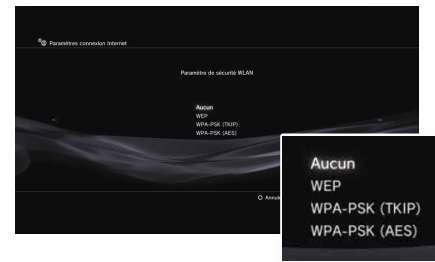 Paramètres connexion Internet
Paramètre de sécurité WLAN
Aucun
WEP
WPA-PSK (TKIP)
WPA-PSK (AES)
Aucun
WEP
WPA-PSK (TKIP)
WPA-PSK (AES)